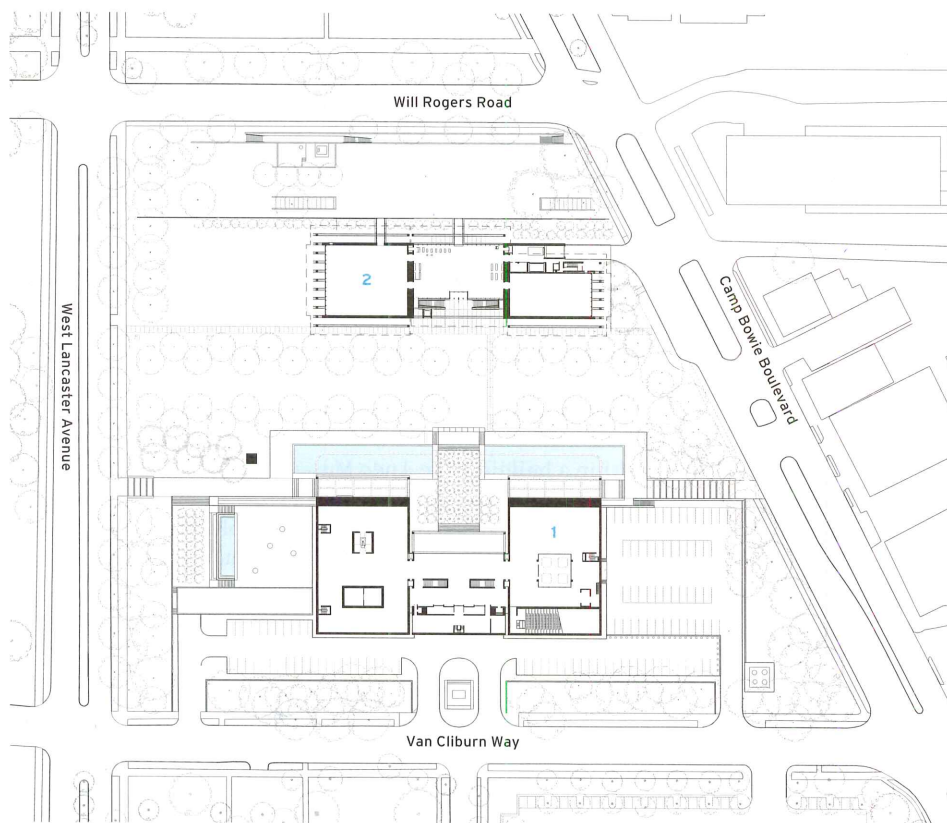 Will Rogers Road
2
West Lancaster Avenue
Camp Bowie Boulevard
1
Van Cliburn Way